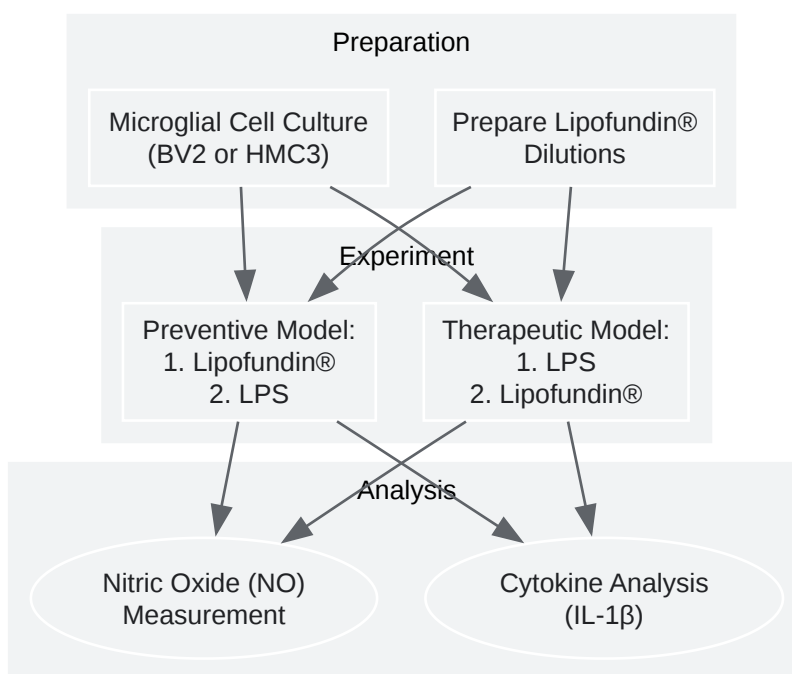 Preparation
Microglial Cell Culture
(BV2 or HMC3)
Prepare Lipofundin®
Dilutions
Experiment
Preventive Model:
1. Lipofundin®
2. LPS
Therapeutic Model:
1. LPS
2. Lipofundin®
Analysis
Nitric Oxide (NO)
Measurement
Cytokine Analysis
(IL-1β)